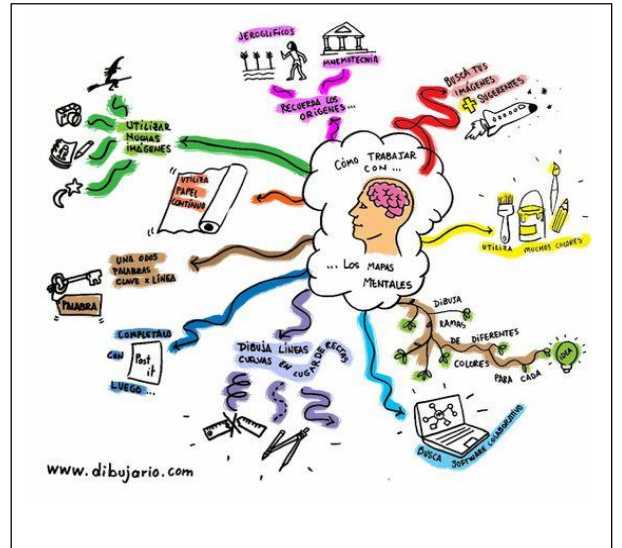 CÓMO TRABAJAR
CON...
...LOS MAPAS
MENTALES
JEROGLÍFICOS
MNEMOTECNIA
RECUERDA LOS
ORÍGENES...
BUSCA TUS
IMÁGENES
+ SUGERENTES
UTILIZA MUCHOS COLORES
DIBUJA
RAMAS
DE DIFERENTES
COLORES
PARA CADA
IDEA
BUSCA SOFTWARE COLABORATIVO
DIBUJA LÍNEAS
CURVAS EN LUGAR DE RECTAS
COMPLETALO
CON Post it
LUEGO...
UNA O DOS
PALABRAS
CLAVE X LÍNEA
PALABRA
UTILIZA
PAPEL
CONTÍNUO
UTILIZAR
MUCHAS
IMÁGENES
www.dibujario.com